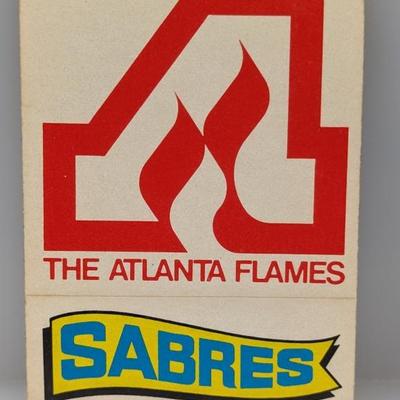 THE ATLANTA FLAMES
SABRES